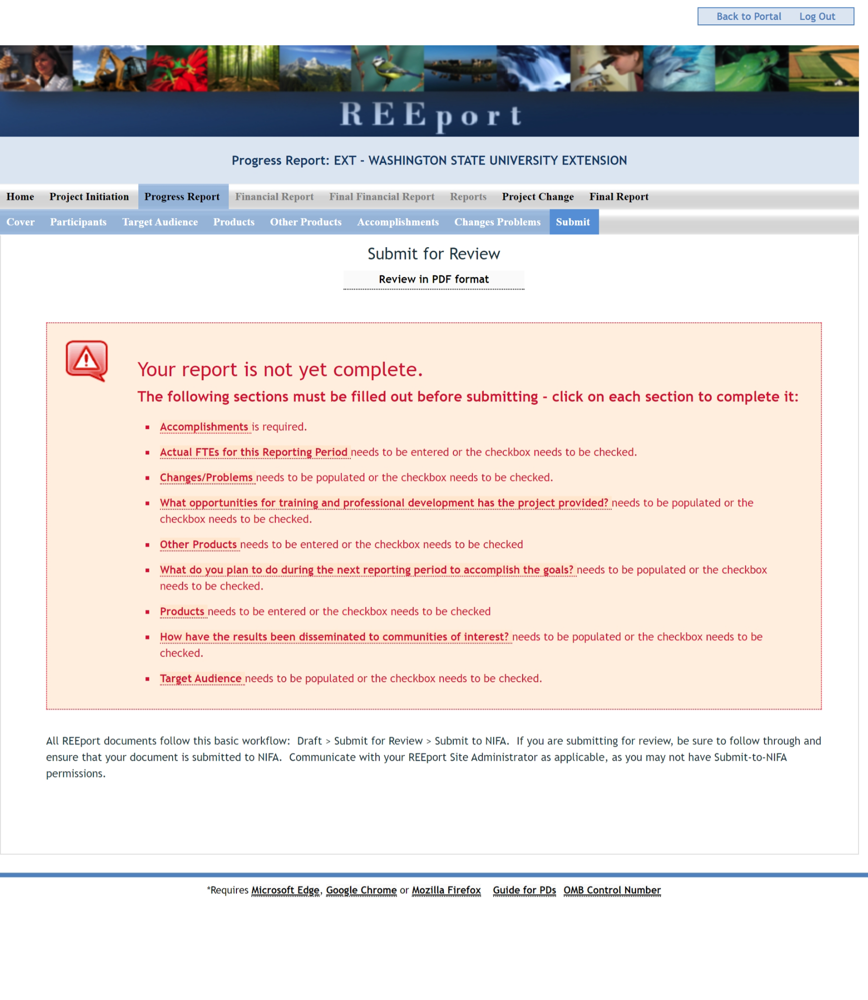 Back to Portal Log Out
REEport
Progress Report: EXT - WASHINGTON STATE UNIVERSITY EXTENSION
Home Project Initiation Progress Report Financial Report Final Financial Report Reports Project Change Final Report
Cover Participants Target Audience Products Other Products Accomplishments Changes Problems Submit
Submit for Review
Review in PDF format
Your report is not yet complete.
The following sections must be filled out before submitting - click on each section to complete it:
Accomplishments is required.
Actual FTEs for this Reporting Period needs to be entered or the checkbox needs to be checked.
Changes/Problems needs to be populated or the checkbox needs to be checked.
What opportunities for training and professional development has the project provided? needs to be populated or the
checkbox needs to be checked.
Other Products needs to be entered or the checkbox needs to be checked
What do you plan to do during the next reporting period to accomplish the goals? needs to be populated or the checkbox
needs to be checked.
Products needs to be entered or the checkbox needs to be checked
How have the results been disseminated to communities of interest? needs to be populated or the checkbox needs to be
checked.
Target Audience needs to be populated or the checkbox needs to be checked.
All REEport documents follow this basic workflow: Draft > Submit for Review > Submit to NIFA. If you are submitting for review, be sure to follow through and
ensure that your document is submitted to NIFA. Communicate with your REEport Site Administrator as applicable, as you may not have Submit-to-NIFA
permissions.
*Requires Microsoft Edge, Google Chrome or Mozilla Firefox Guide for PDs OMB Control Number